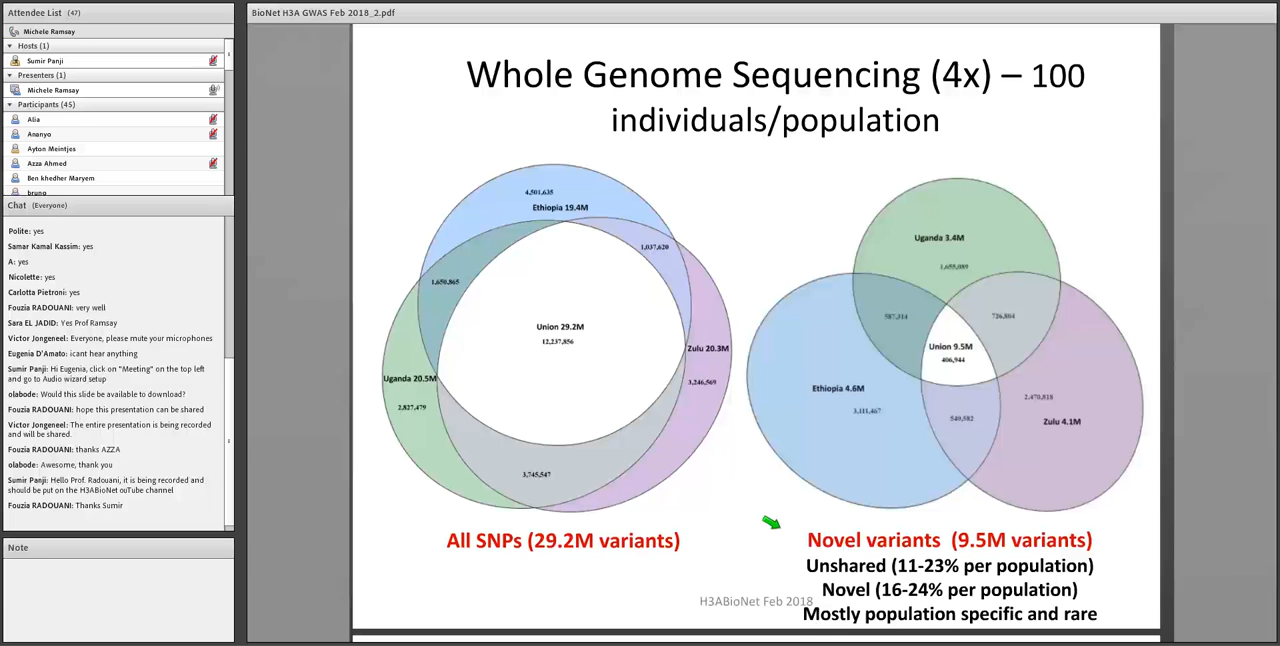 Attendee List (47)
Michele Ramsay
Hosts (1)
Sumir Panji
Presenters (1)
Michele Ramsay
Participants (45)
Alia
Ananyo
Ayton Meintjes
Azza Ahmed
Ben khedher Maryem
bruno
Chat (Everyone)
Polite: yes
Samar Kamal Kassim: yes
A: yes
Nicolette: yes
Carlotta Pietroni: yes
Fouzia RADOUANI: very well
Sara EL JADID: Yes Prof Ramsay
Victor Jongeneel: Everyone, please mute your microphones
Eugenia D'Amato: icant hear anything
Sumir Panji: Hi Eugenia, click on "Meeting" on the top left
and go to Audio wizard setup
olabode: Would this slide be available to download?
Fouzia RADOUANI: hope this presentation can be shared
Victor Jongeneel: The entire presentation is being recorded
and will be shared.
Fouzia RADOUANI: thanks AZZA
olabode: Awesome, thank you
Sumir Panji: Hello Prof. Radouani, it is being recorded and
should be put on the H3ABioNet ouTube channel
Fouzia RADOUANI: Thanks Sumir
Note
BioNet H3A GWAS Feb 2018_2.pdf
Whole Genome Sequencing (4x) – 100
individuals/population
4,501,635
Ethiopia 19.4M
1,037,620
1,650,865
Union 29.2M
12,237,856
Zulu 20.3M
Uganda 20.5M
3,246,569
2,827,479
3,745,547
All SNPs (29.2M variants)
Uganda 3.4M
1,655,089
587,314
726,804
Union 9.5M
406,944
Ethiopia 4.6M
2,470,818
3,111,467
549,582
Zulu 4.1M
Novel variants (9.5M variants)
Unshared (11-23% per population)
Novel (16-24% per population)
H3ABioNet Feb 2018
Mostly population specific and rare